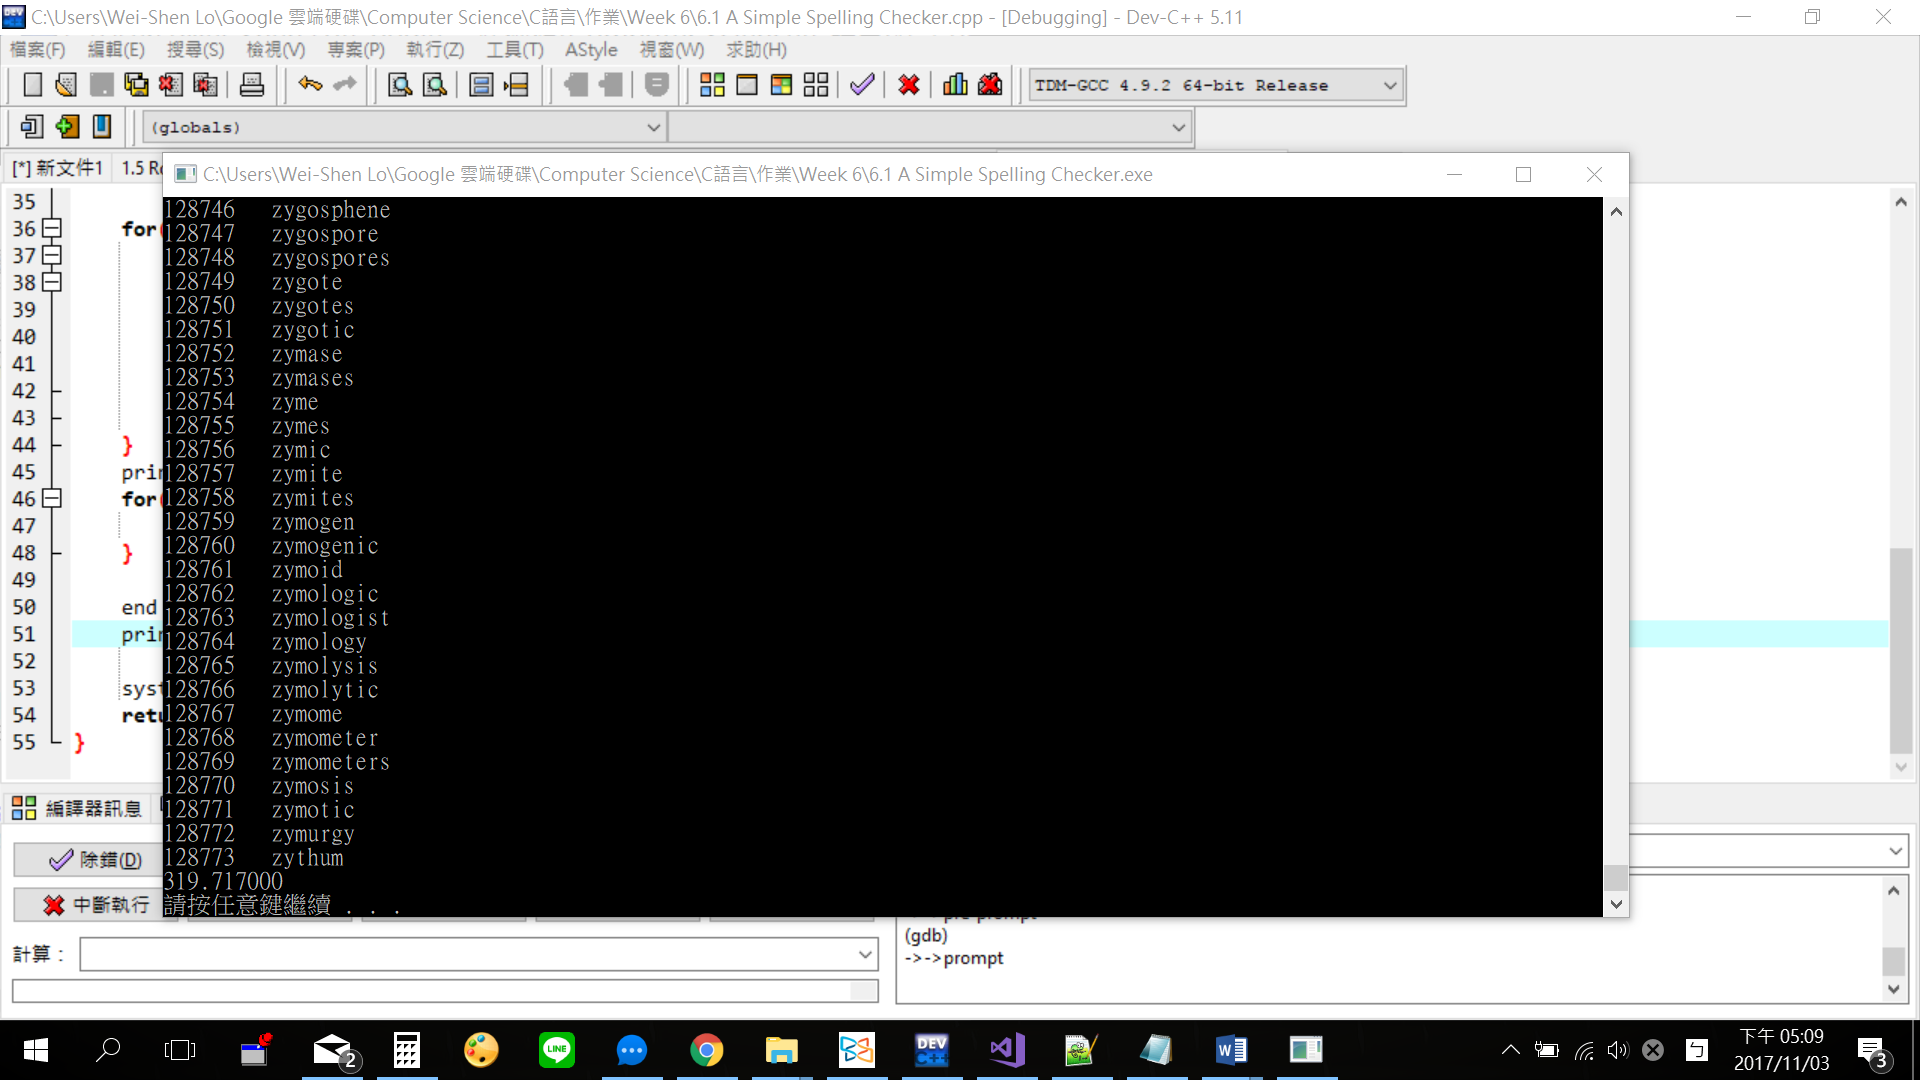 C:\Users\Wei-Shen Lo\Google 雲端硬碟\Computer Science\C語言\作業\Week 6\6.1 A Simple Spelling Checker.cpp - [Debugging] - Dev-C++ 5.11
檔案(F) 編輯(E) 搜尋(S) 檢視(V) 專案(P) 執行(Z) 工具(T) AStyle 視窗(W) 求助(H)
TDM-GCC 4.9.2 64-bit Release
(globals)
[*] 新文件1 1.5
C:\Users\Wei-Shen Lo\Google 雲端硬碟\Computer Science\C語言\作業\Week 6\6.1 A Simple Spelling Checker.exe
35
36 for
37
38
39
40
41
42
43
44 }
45
46 for
47
48 }
49
50 end
51
52
53
54
55 }
128746 zygosphene
128747 zygospore
128748 zygospores
128749 zygote
128750 zygotes
128751 zygotic
128752 zymase
128753 zymases
128754 zyme
128755 zymes
128756 zymic
128757 zymite
128758 zymites
128759 zymogen
128760 zymogenic
128761 zymoid
128762 zymologic
128763 zymologist
128764 zymology
128765 zymolysis
128766 zymolytic
128767 zymome
128768 zymometer
128769 zymometers
128770 zymosis
128771 zymotic
128772 zymurgy
128773 zythum
319.717000
請按任意鍵繼續 . . .
編譯器訊息
除錯(D)
中斷執行
計算：
(gdb)
->->prompt
DEV C++
LINE
2
下午 05:09
2017/11/03
3